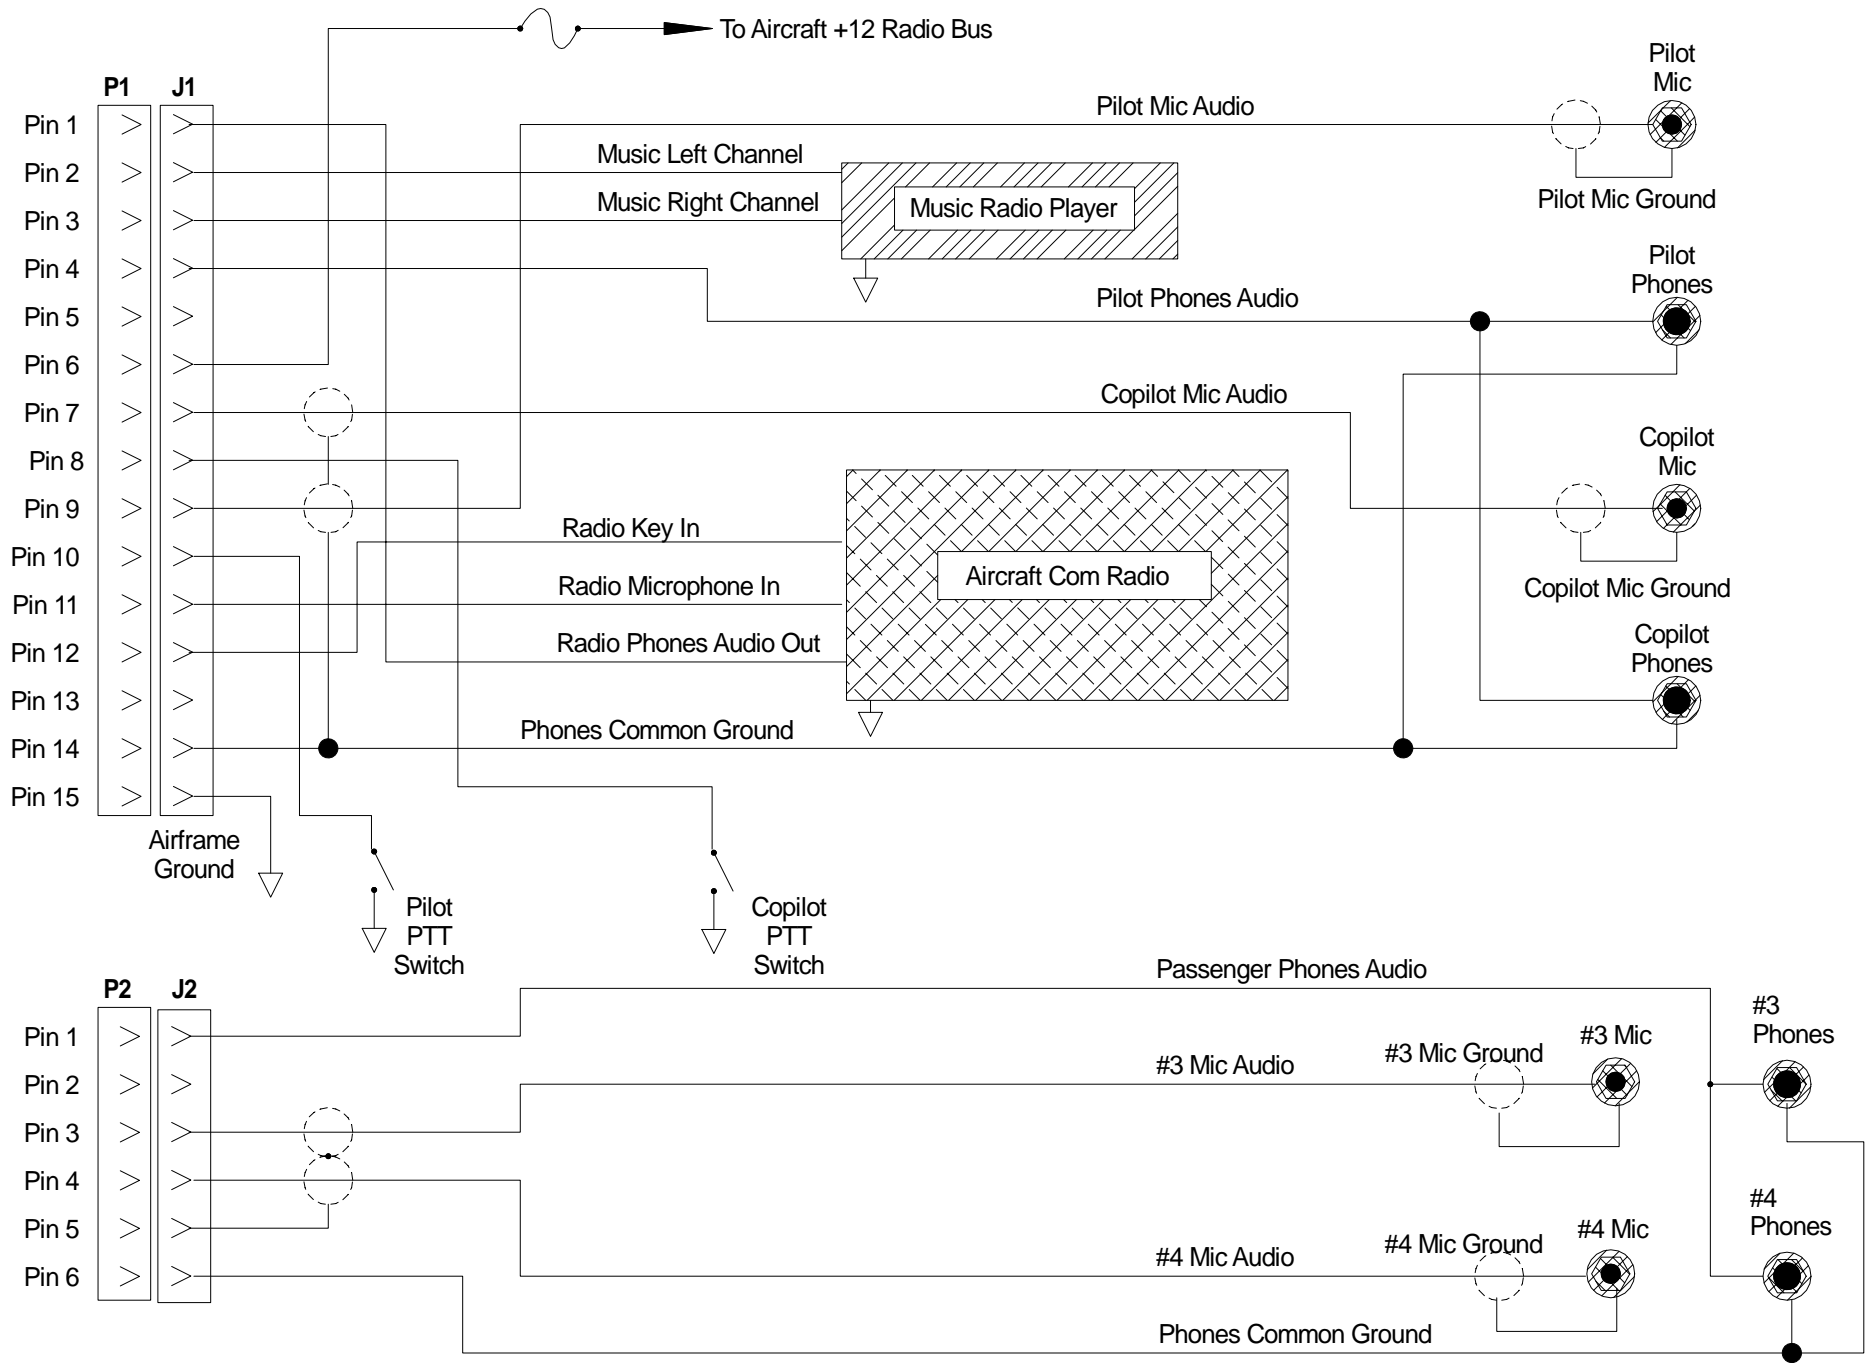 To Aircraft +12 Radio Bus
P1
J1
Pin 1
Pin 2
Pin 3
Pin 4
Pin 5
Pin 6
Pin 7
Pin 8
Pin 9
Pin 10
Pin 11
Pin 12
Pin 13
Pin 14
Pin 15
Airframe
Ground
Pilot Mic Audio
Pilot
Mic
Pilot Mic Ground
Music Left Channel
Music Right Channel
Music Radio Player
Pilot Phones Audio
Pilot
Phones
Copilot Mic Audio
Copilot
Mic
Copilot Mic Ground
Radio Key In
Radio Microphone In
Radio Phones Audio Out
Aircraft Com Radio
Copilot
Phones
Phones Common Ground
Pilot
PTT
Switch
Copilot
PTT
Switch
P2
J2
Pin 1
Pin 2
Pin 3
Pin 4
Pin 5
Pin 6
Passenger Phones Audio
#3 Mic Audio
#3 Mic Ground
#3 Mic
#3
Phones
#4 Mic Audio
#4 Mic Ground
#4 Mic
#4
Phones
Phones Common Ground